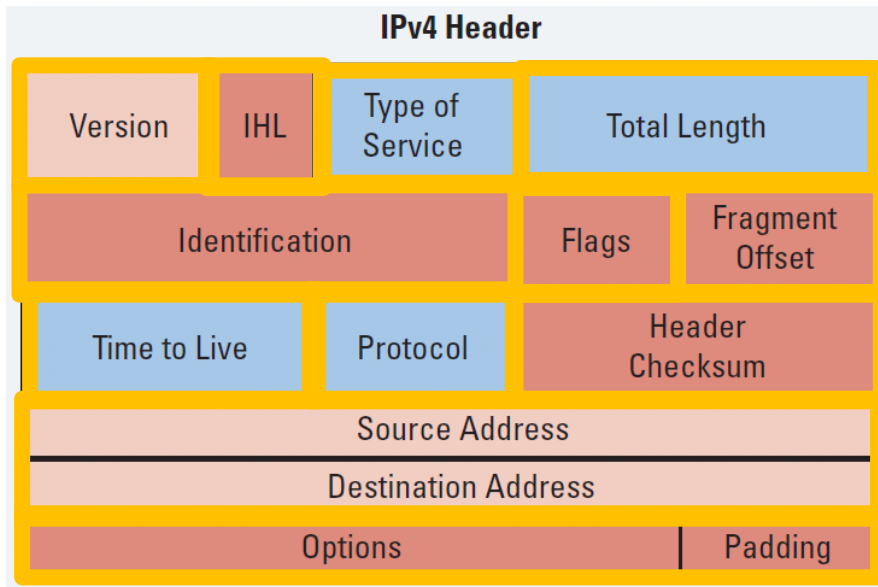 IPv4 Header
Version
IHL
Type of
Service
Total Length
Identification
Flags
Fragment
Offset
Time to Live
Protocol
Header
Checksum
Source Address
Destination Address
Options
Padding